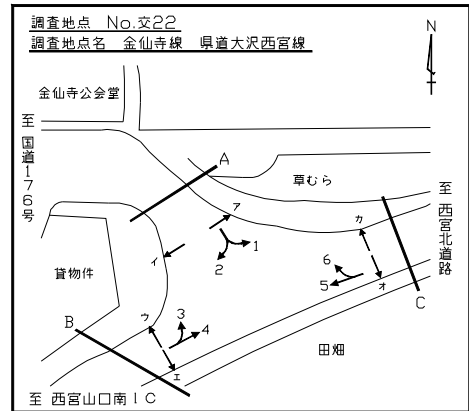 調査地点 No.交22
調査地点名 金仙寺線 県道大沢西宮線
N
金仙寺公会堂
至 国道176号
A
草むら
至 西宮北道路
ア
カ
1
2
イ
6
5
オ
C
貸物件
ウ
3
4
B
エ
田畑
至 西宮山口南IC